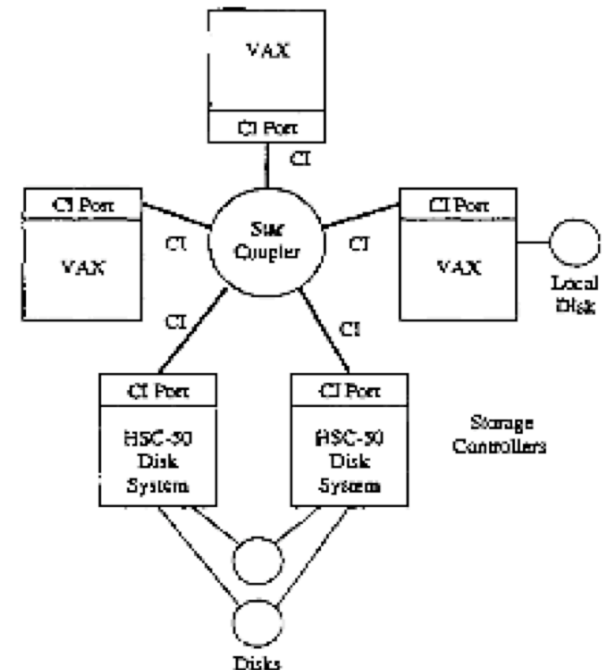 VAX
CI Port
CI
CI Port
VAX
CI
Star
Coupler
CI
CI Port
VAX
Local
Disk
CI
CI
CI Port
HSC-50
Disk
System
CI Port
HSC-50
Disk
System
Storage
Controllers
Disks